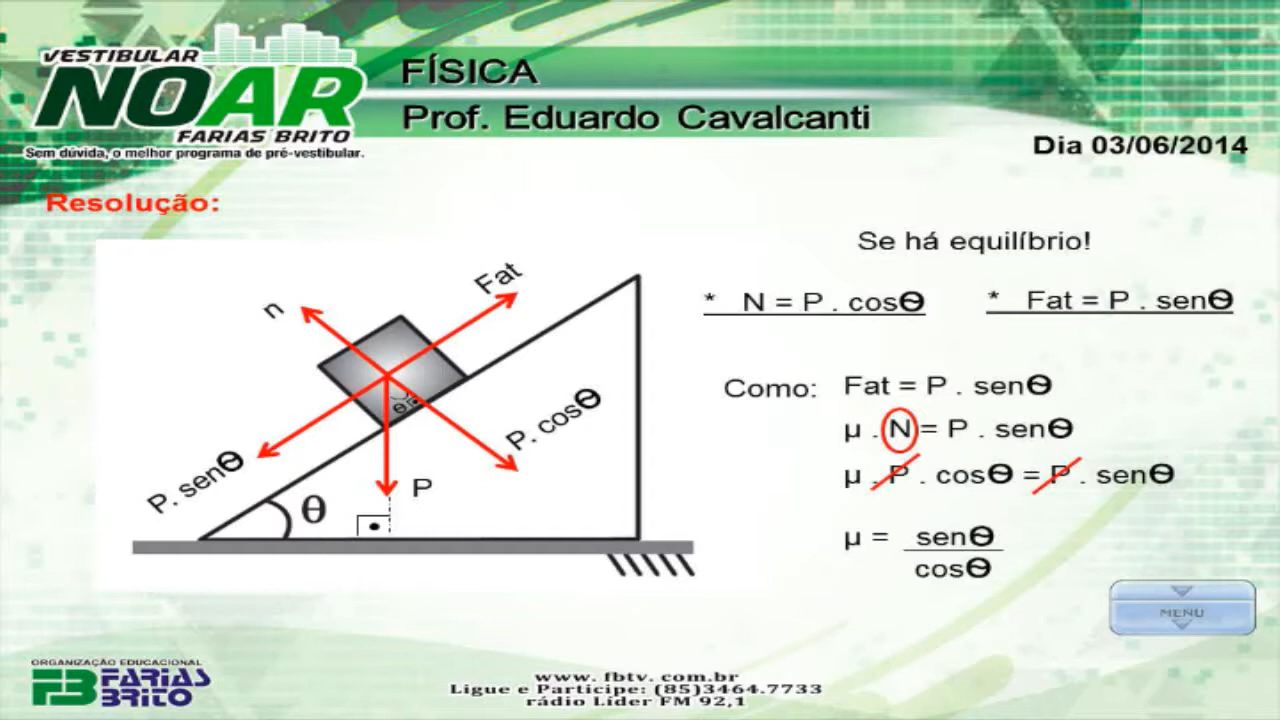 VESTIBULAR
NOAR
FARIAS BRITO
Sem dúvida, o melhor programa de pré-vestibular.
FÍSICA
Prof. Eduardo Cavalcanti
Dia 03/06/2014
Resolução:
Se há equilíbrio!
* N = P . cosΘ
* Fat = P . senΘ
n
Fat
Θ
P. cosΘ
P. senΘ
P
θ
Como: Fat = P . senΘ
μ . N = P . senΘ
μ . P . cosΘ = P . senΘ
μ = senΘ
cosΘ
MENU
ORGANIZAÇÃO EDUCACIONAL
FB FARIAS
BRITO
www. fbtv. com.br
Ligue e Participe: (85)3464.7733
rádio Líder FM 92,1